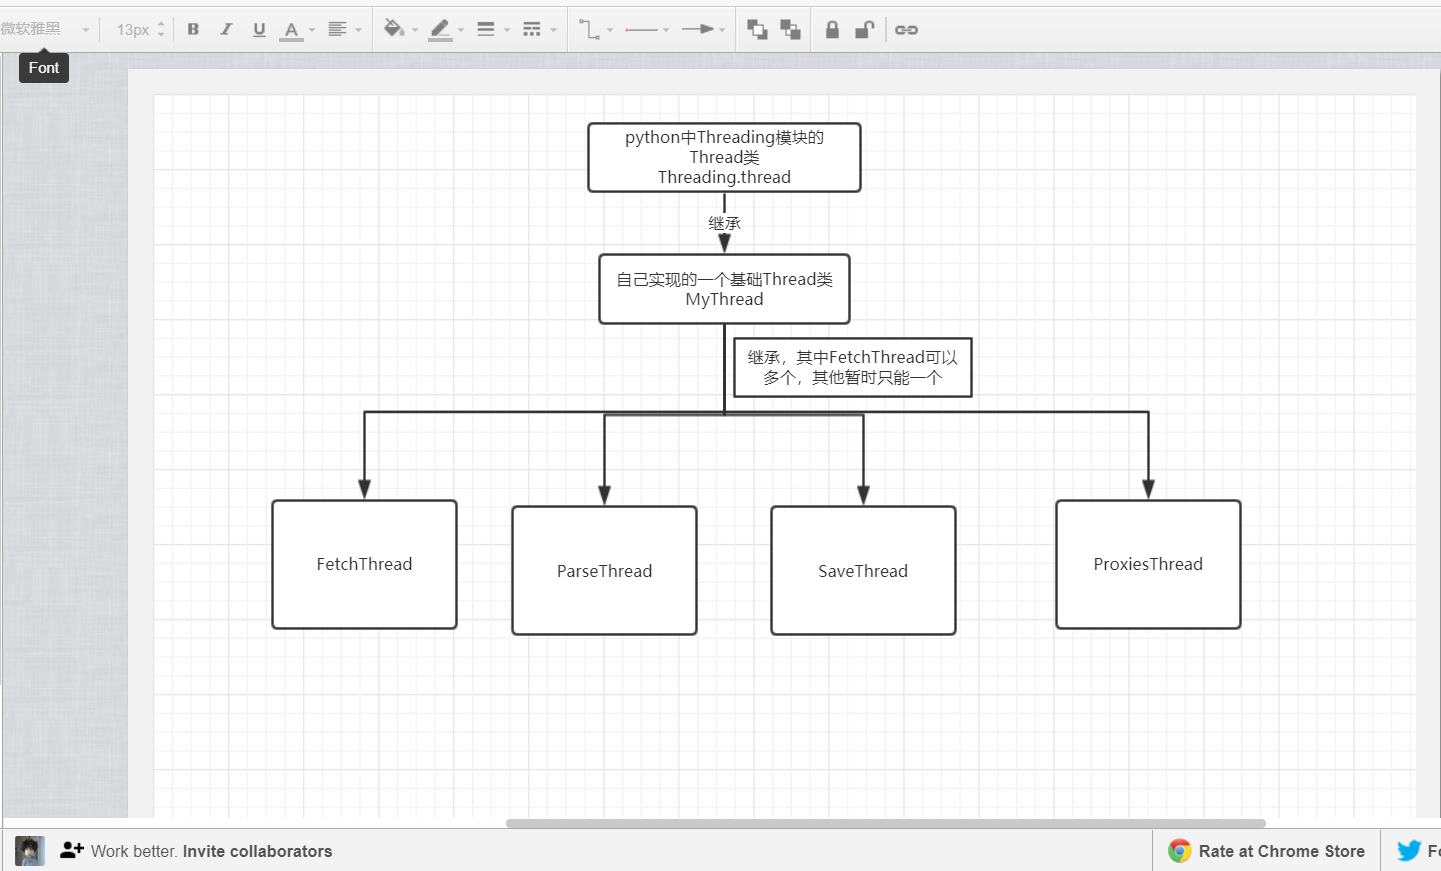 微软雅黑
13px
B I U A
Font
python中Threading模块的
Thread类
Threading.thread
继承
自己实现的一个基础Thread类
MyThread
继承，其中FetchThread可以
多个，其他暂时只能一个
FetchThread
ParseThread
SaveThread
ProxiesThread
Work better. Invite collaborators
Rate at Chrome Store